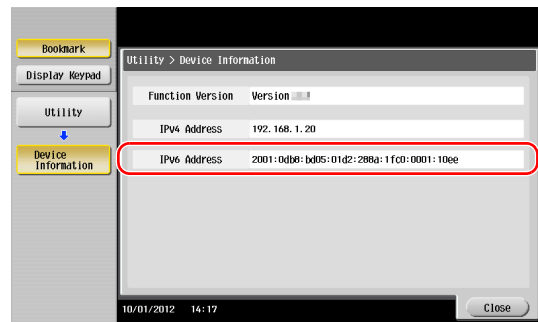 Bookmark
Display Keypad
Utility
Device
Information
Utility > Device Information
Function Version Version
IPv4 Address 192.168.1.20
IPv6 Address 2001:0db8:bd05:01d2:288a:1fc0:0001:10ee
10/01/2012 14:17
Close